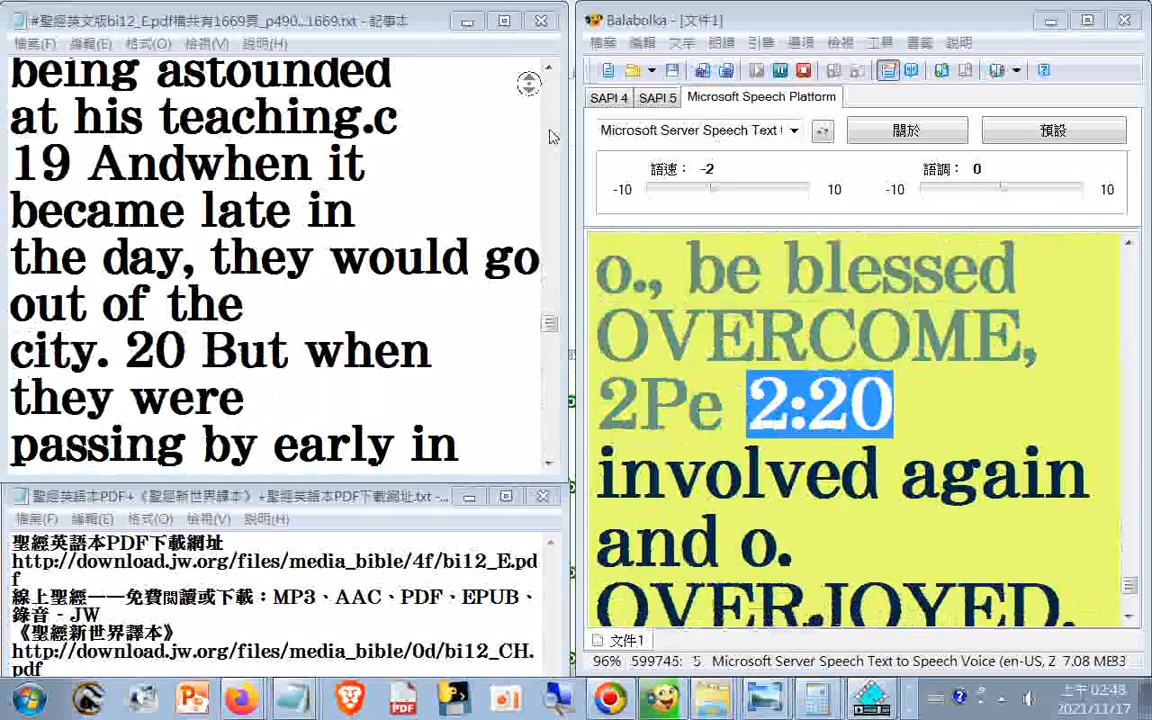 #聖經英文版bi12_E.pdf檔共有1669頁_p490...1669.txt - 記事本
檔案(F) 編輯(E) 格式(O) 檢視(V) 說明(H)
being astounded
at his teaching.c
19 Andwhen it
became late in
the day, they would go
out of the
city. 20 But when
they were
passing by early in
聖經英語本PDF+《聖經新世界譯本》+聖經英語本PDF下載網址.txt -...
檔案(F) 編輯(E) 格式(O) 檢視(V) 說明(H)
聖經英語本PDF下載網址
http://download.jw.org/files/media_bible/4f/bi12_E.pd
f
線上聖經——免費閱讀或下載：MP3、AAC、PDF、EPUB、
錄音 - JW
《聖經新世界譯本》
http://download.jw.org/files/media_bible/0d/bi12_CH.
pdf
Balabolka - [文件1]
檔案 編輯 文字 朗讀 引擎 選項 檢視 工具 書籤 說明
SAPI 4 SAPI 5 Microsoft Speech Platform
Microsoft Server Speech Text 關於 預設
語速： -2 語調： 0
-10 10 -10 10
o., be blessed
OVERCOME,
2Pe 2:20
involved again
and o.
OVERJOYED,
文件1
96% 599745: 5 Microsoft Server Speech Text to Speech Voice (en-US, Z 7.08 MB
上午 02:43
2021/11/17